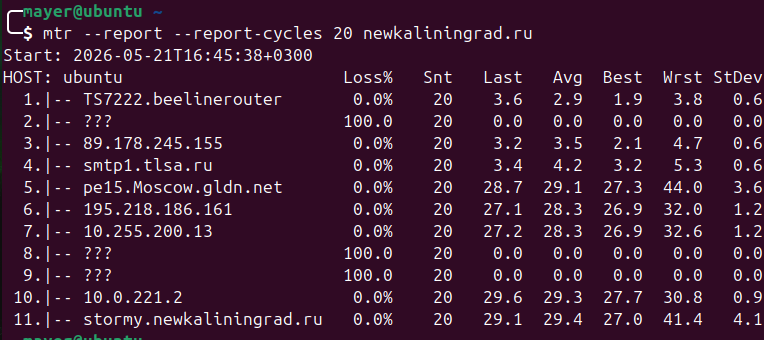 mayer@ubuntu ~
$ mtr --report --report-cycles 20 newkaliningrad.ru
Start: 2026-05-21T16:45:38+0300
HOST: ubuntu Loss% Snt Last Avg Best Wrst StDev
1.|-- TS7222.beelinerouter 0.0% 20 3.6 2.9 1.9 3.8 0.6
2.|-- ??? 100.0 20 0.0 0.0 0.0 0.0 0.0
3.|-- 89.178.245.155 0.0% 20 3.2 3.5 2.1 4.7 0.6
4.|-- smtp1.tlsa.ru 0.0% 20 3.4 4.2 3.2 5.3 0.6
5.|-- pe15.Moscow.gldn.net 0.0% 20 28.7 29.1 27.3 44.0 3.6
6.|-- 195.218.186.161 0.0% 20 27.1 28.3 26.9 32.0 1.2
7.|-- 10.255.200.13 0.0% 20 27.2 28.3 26.9 32.6 1.2
8.|-- ??? 100.0 20 0.0 0.0 0.0 0.0 0.0
9.|-- ??? 100.0 20 0.0 0.0 0.0 0.0 0.0
10.|-- 10.0.221.2 0.0% 20 29.6 29.3 27.7 30.8 0.9
11.|-- stormy.newkaliningrad.ru 0.0% 20 29.1 29.4 27.0 41.4 4.1
mayer@ubuntu ~